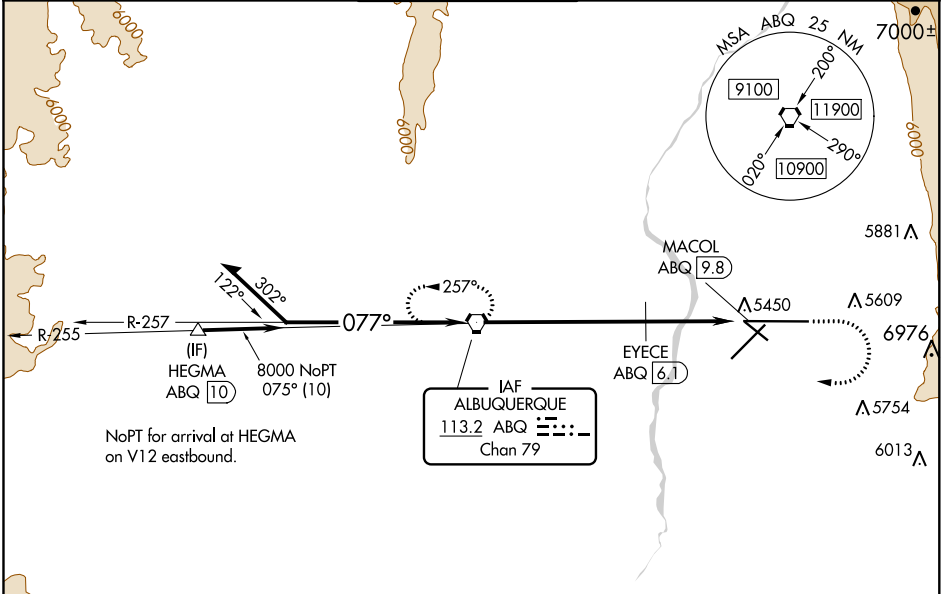 6000
6000
6000
6000
7000±
MSA ABQ 25 NM
200°
9100
11900
290°
020°
10900
5881
MACOL
ABQ 9.8
5450
5609
6976
5754
6013
302°
122°
257°
R-257
R-255
077°
(IF)
HEGMA
ABQ 10
8000 NoPT
075° (10)
EYECE
ABQ 6.1
IAF
ALBUQUERQUE
113.2 ABQ
Chan 79
NoPT for arrival at HEGMA
on V12 eastbound.